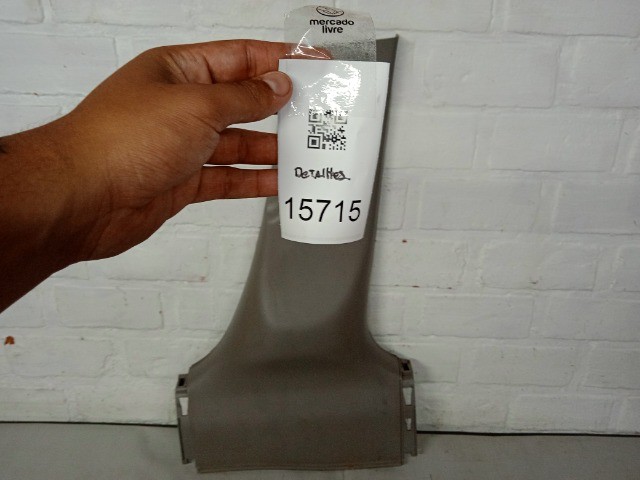 mercado
livre
DETALHES
15715